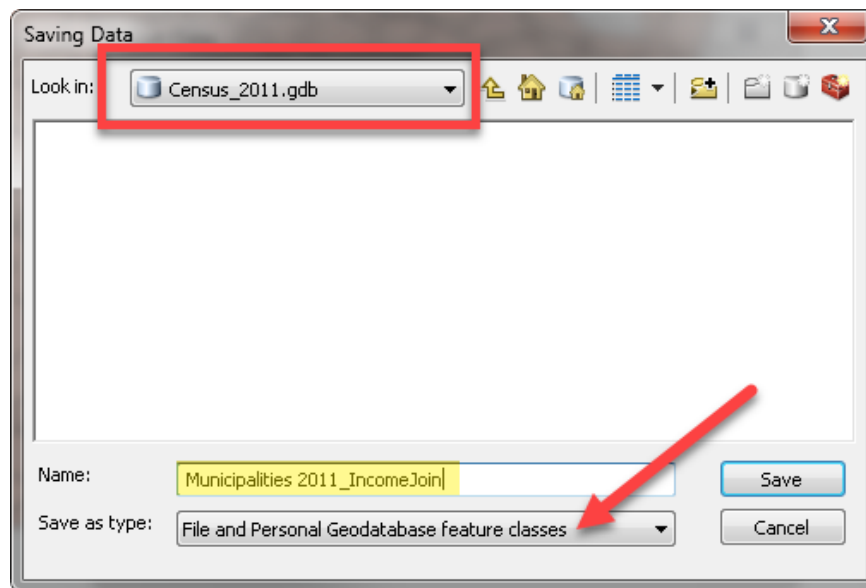 Saving Data
Look in: Census_2011.gdb
Name: Municipalities 2011_IncomeJoin Save
Save as type: File and Personal Geodatabase feature classes Cancel